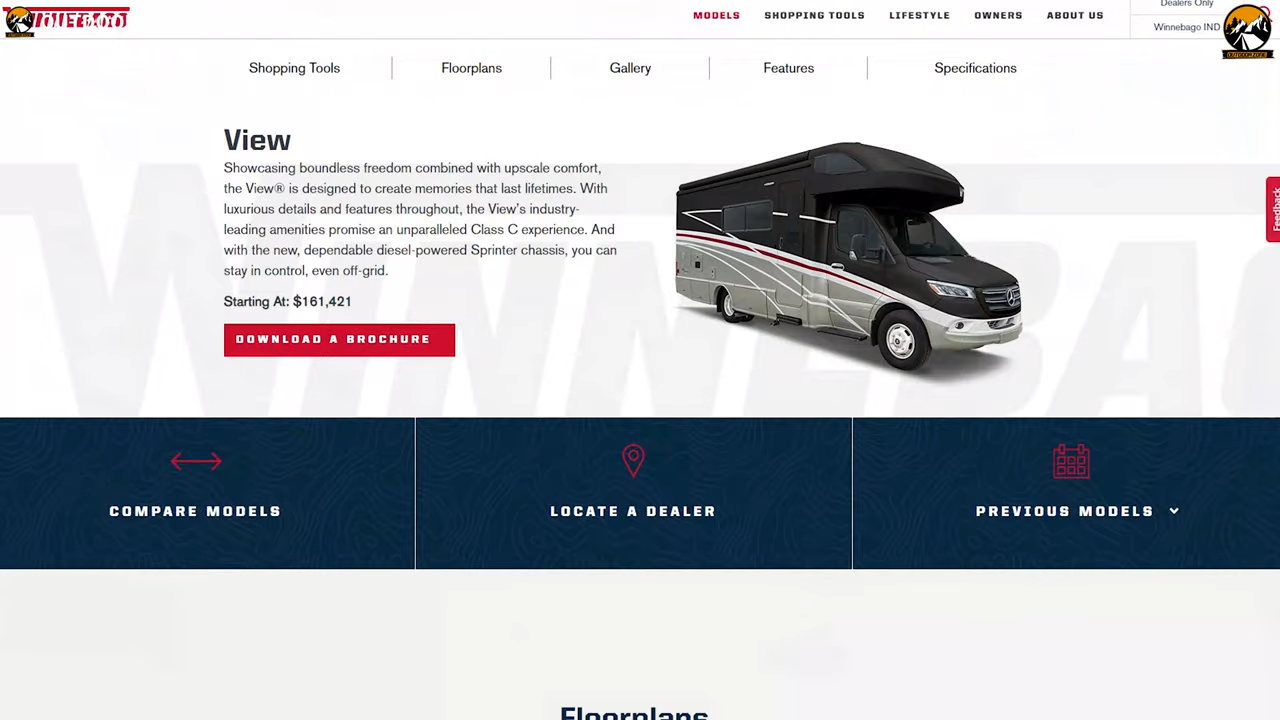 OUTDOO
MODELS
SHOPPING TOOLS
LIFESTYLE
OWNERS
ABOUT US
Dealers Only
Winnebago IND
OUTDOOR ZONE
Shopping Tools
Floorplans
Gallery
Features
Specifications
View
Showcasing boundless freedom combined with upscale comfort,
the View® is designed to create memories that last lifetimes. With
luxurious details and features throughout, the View's industry-
leading amenities promise an unparalleled Class C experience. And
with the new, dependable diesel-powered Sprinter chassis, you can
stay in control, even off-grid.
Starting At: $161,421
DOWNLOAD A BROCHURE
Feedback
WINNEBAG
COMPARE MODELS
LOCATE A DEALER
PREVIOUS MODELS
Floorplans